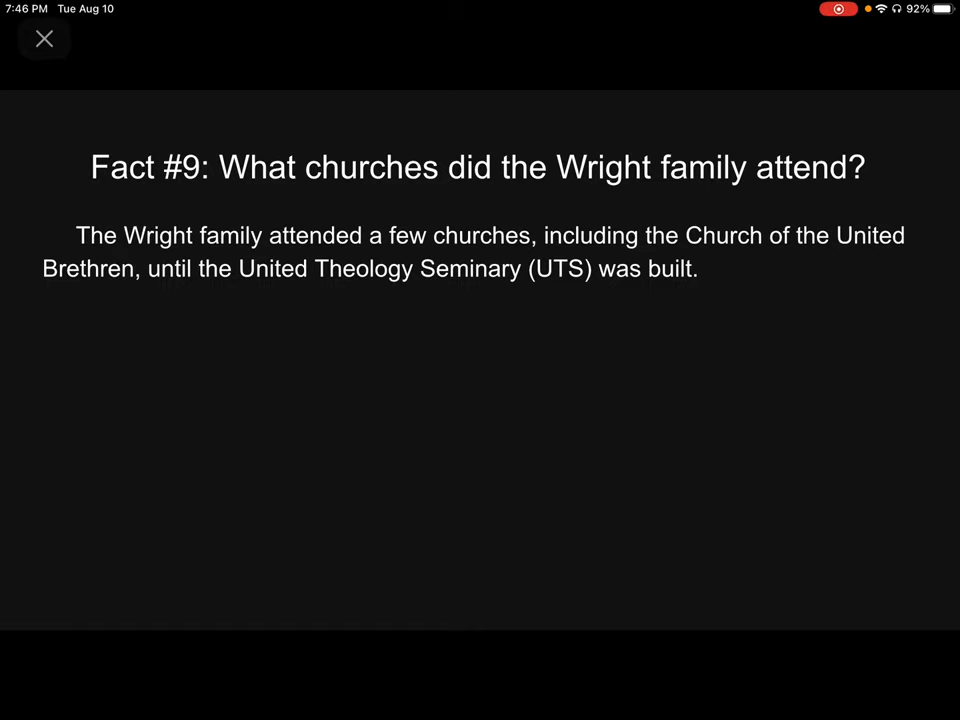 7:46 PM Tue Aug 10
92%
Fact #9: What churches did the Wright family attend?
The Wright family attended a few churches, including the Church of the United
Brethren, until the United Theology Seminary (UTS) was built.